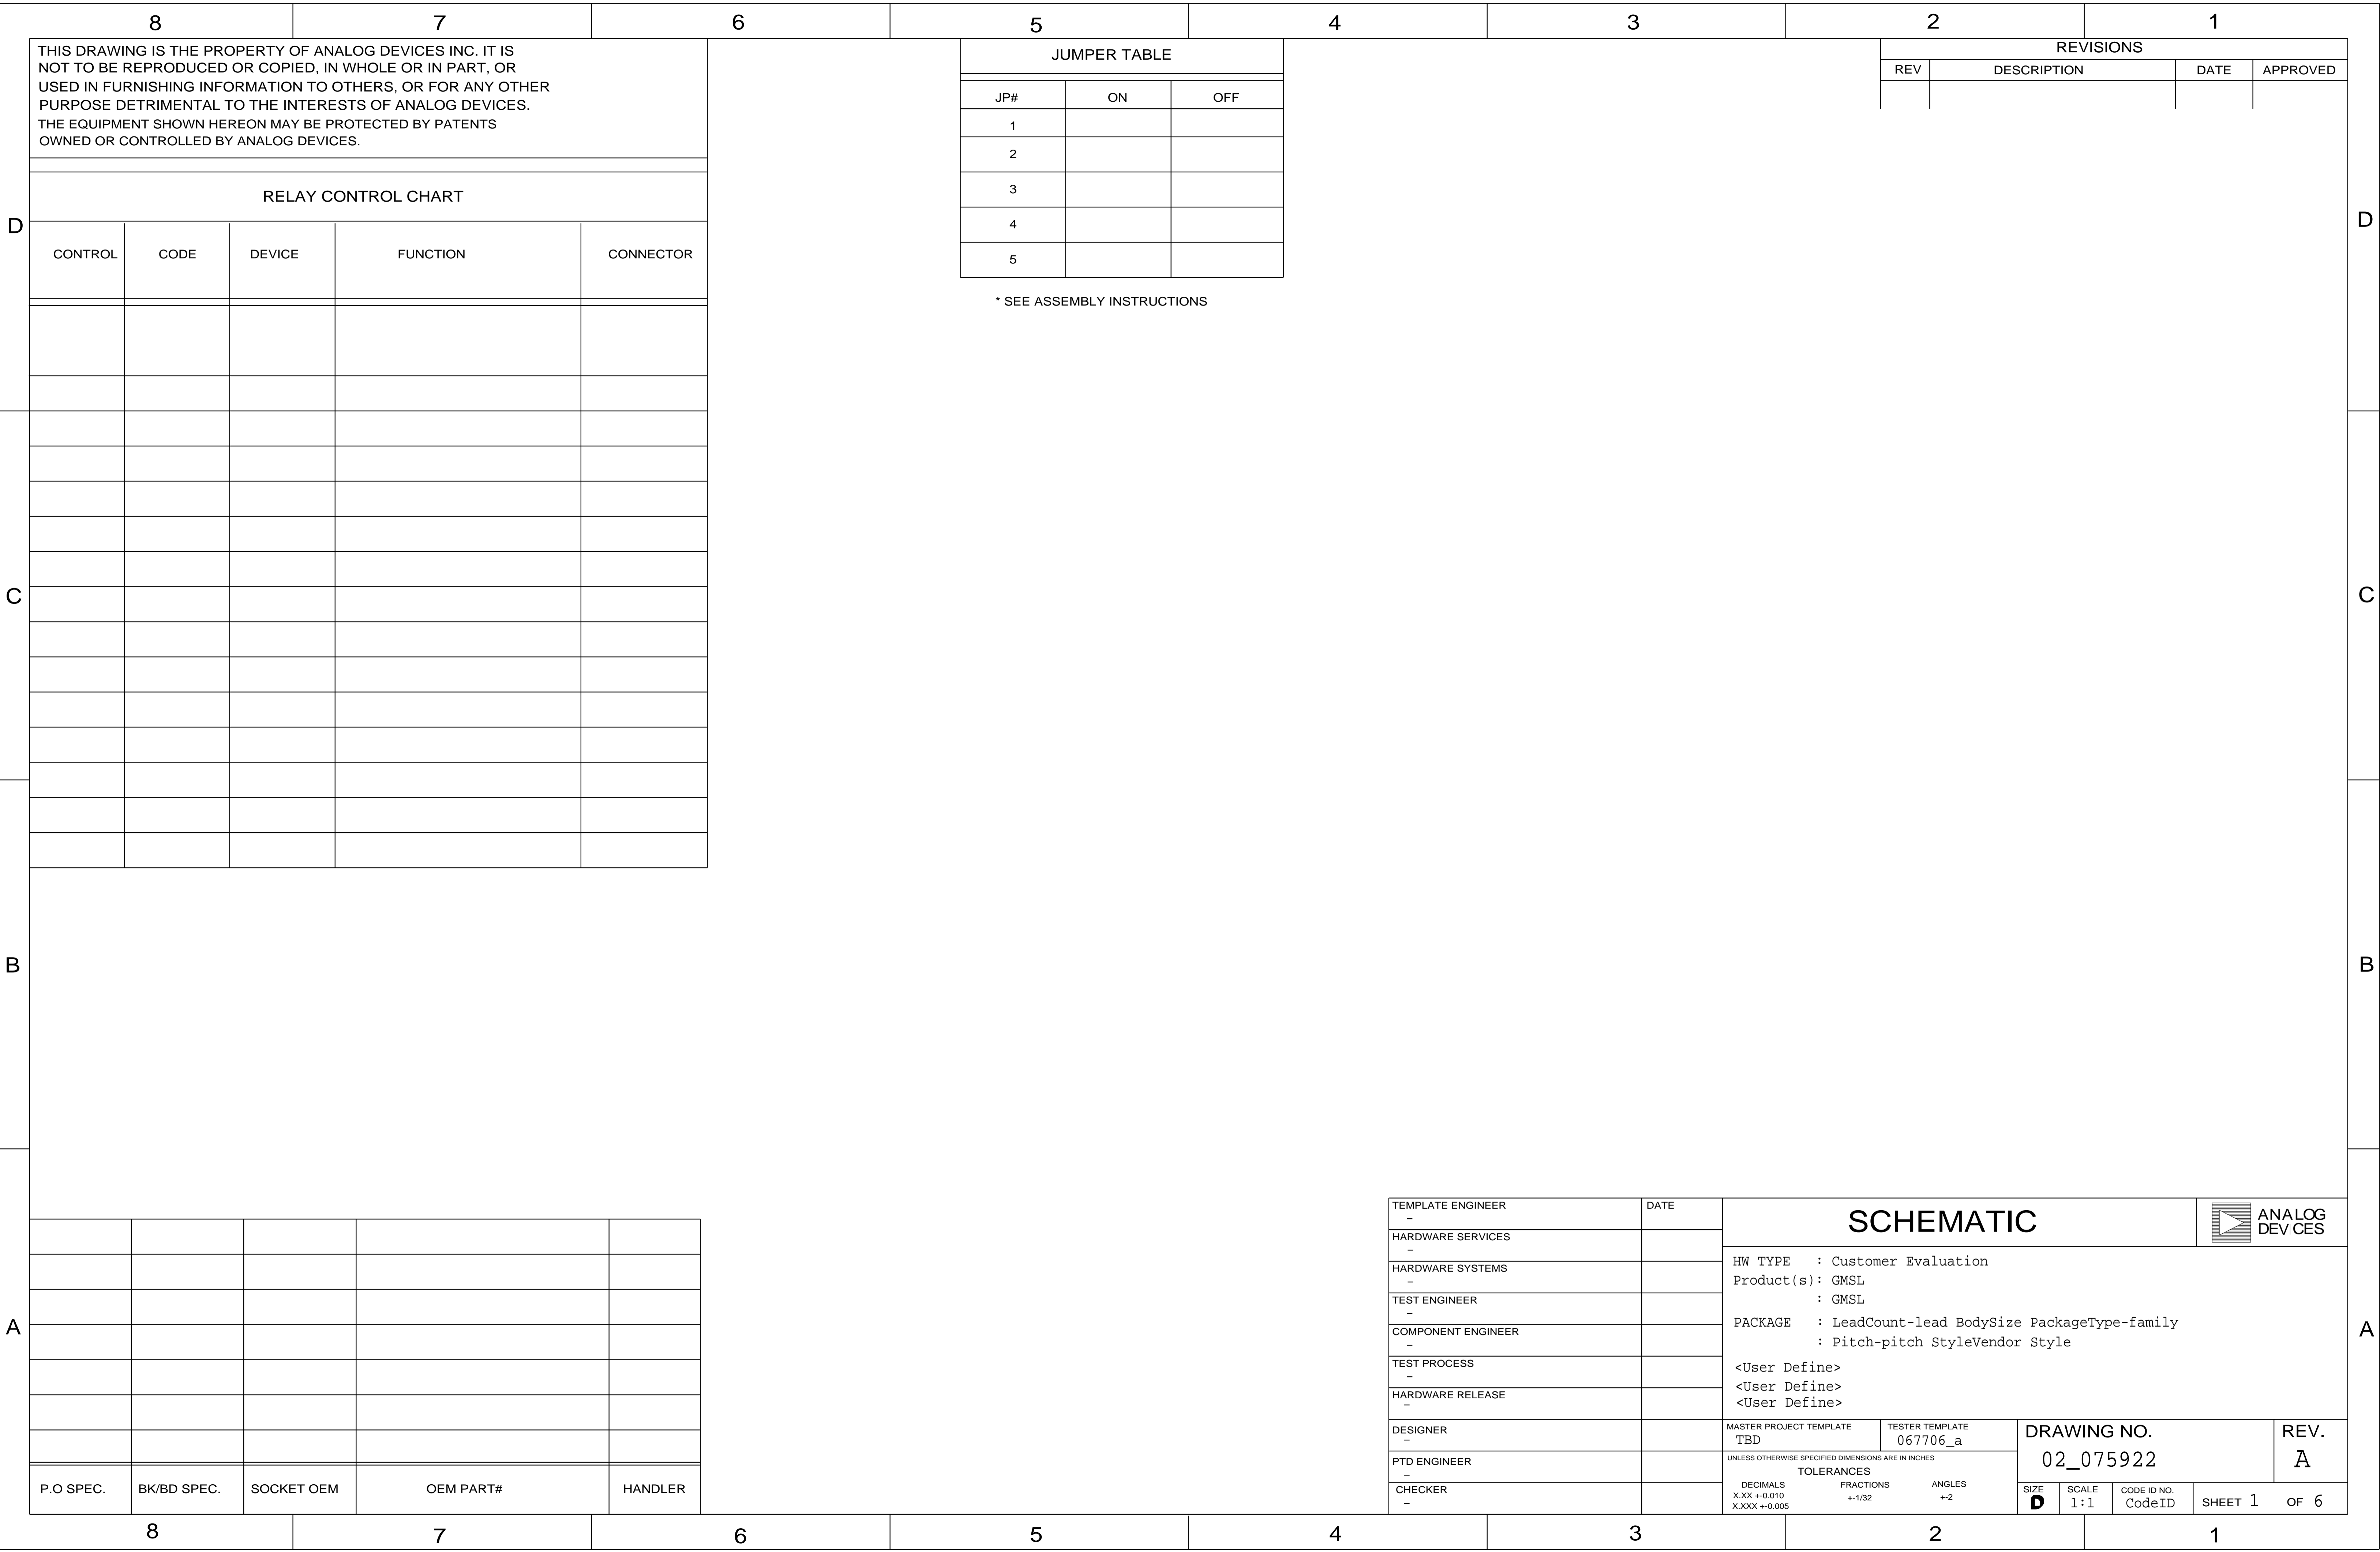 8 7 6 5 4 3 2 1
THIS DRAWING IS THE PROPERTY OF ANALOG DEVICES INC. IT IS
NOT TO BE REPRODUCED OR COPIED, IN WHOLE OR IN PART, OR
USED IN FURNISHING INFORMATION TO OTHERS, OR FOR ANY OTHER
PURPOSE DETRIMENTAL TO THE INTERESTS OF ANALOG DEVICES.
THE EQUIPMENT SHOWN HEREON MAY BE PROTECTED BY PATENTS
OWNED OR CONTROLLED BY ANALOG DEVICES.
RELAY CONTROL CHART
CONTROL CODE DEVICE FUNCTION CONNECTOR
JUMPER TABLE
JP# ON OFF
1
2
3
4
5
* SEE ASSEMBLY INSTRUCTIONS
REVISIONS
REV DESCRIPTION DATE APPROVED
D D
C C
B B
A A
P.O SPEC. BK/BD SPEC. SOCKET OEM OEM PART# HANDLER
TEMPLATE ENGINEER DATE
-
HARDWARE SERVICES
-
HARDWARE SYSTEMS
-
TEST ENGINEER
-
COMPONENT ENGINEER
-
TEST PROCESS
-
HARDWARE RELEASE
-
DESIGNER
-
PTD ENGINEER
-
CHECKER
-
SCHEMATIC
ANALOG
DEVICES
HW TYPE : Customer Evaluation
Product(s): GMSL
: GMSL
PACKAGE : LeadCount-lead BodySize PackageType-family
: Pitch-pitch StyleVendor Style
<User Define>
<User Define>
<User Define>
MASTER PROJECT TEMPLATE
TBD
TESTER TEMPLATE
067706_a
UNLESS OTHERWISE SPECIFIED DIMENSIONS ARE IN INCHES
TOLERANCES
DECIMALS FRACTIONS ANGLES
X.XX +-0.010 +-1/32 +-2
X.XXX +-0.005
DRAWING NO.
02_075922
REV.
A
SIZE
D
SCALE
1:1
CODE ID NO.
CodeID
SHEET 1 OF 6
8 7 6 5 4 3 2 1